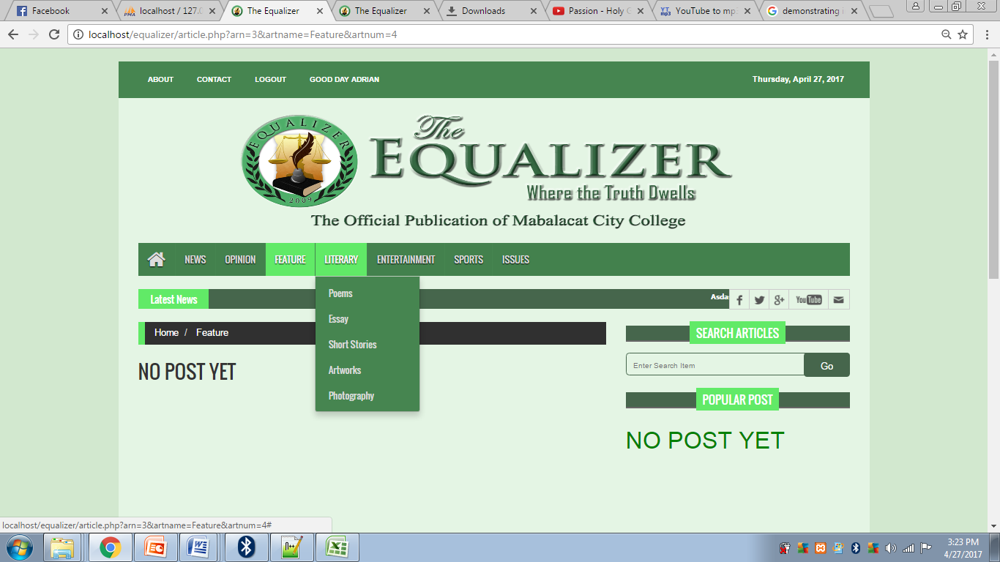 Facebook
localhost / 127.0
The Equalizer
The Equalizer
Downloads
Passion - Holy G
YouTube to mp
demonstrating i
localhost/equalizer/article.php?arn=3&artname=Feature&artnum=4
ABOUT CONTACT LOGOUT GOOD DAY ADRIAN Thursday, April 27, 2017
EQUALIZER
2009
The
EQUALIZER
Where the Truth Dwells
The Official Publication of Mabalacat City College
NEWS OPINION FEATURE LITERARY ENTERTAINMENT SPORTS ISSUES
Latest News Asda
You Tube
Poems
Essay
Short Stories
Artworks
Photography
Home / Feature
NO POST YET
SEARCH ARTICLES
Enter Search Item Go
POPULAR POST
NO POST YET
localhost/equalizer/article.php?arn=3&artname=Feature&artnum=4#
3:23 PM
4/27/2017